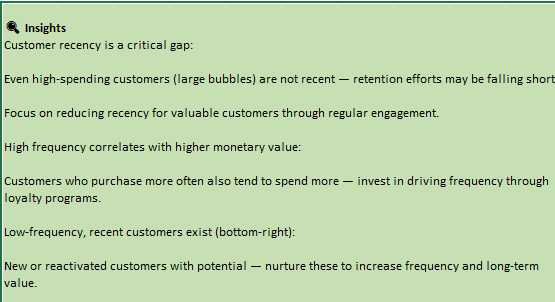 🔍 Insights
Customer recency is a critical gap:
Even high-spending customers (large bubbles) are not recent — retention efforts may be falling short
Focus on reducing recency for valuable customers through regular engagement.
High frequency correlates with higher monetary value:
Customers who purchase more often also tend to spend more — invest in driving frequency through
loyalty programs.
Low-frequency, recent customers exist (bottom-right):
New or reactivated customers with potential — nurture these to increase frequency and long-term
value.